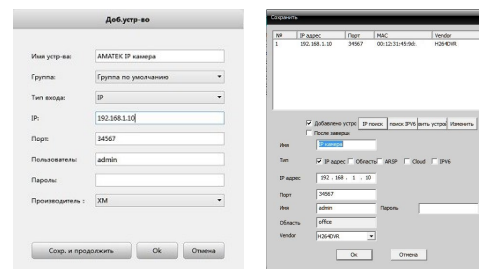 Доб.устр-во
Имя устр-ва: AMATEK IP камера
Группа: Группа по умолчанию
Тип входа: IP
IP: 192.168.1.10
Порт: 34567
Пользователь: admin
Пароль:
Производитель : XM
Сохр. и продолжить Ok Отмена
Сохранить
№ IP адрес Порт MAC Vendor
1 192.168.1.10 34567 00:12:31:45:9d: H264DVR
Добавлено устрс IP поиск поиск IPV6 вить устрой Изменить
После заверш
Имя IP камера
Тип IP адрес Область ARSP Cloud IPV6
IP адрес 192 . 168 . 1 . 10
Порт 34567
Имя admin Пароль
Область office
Vendor H264DVR
Ок Отмена